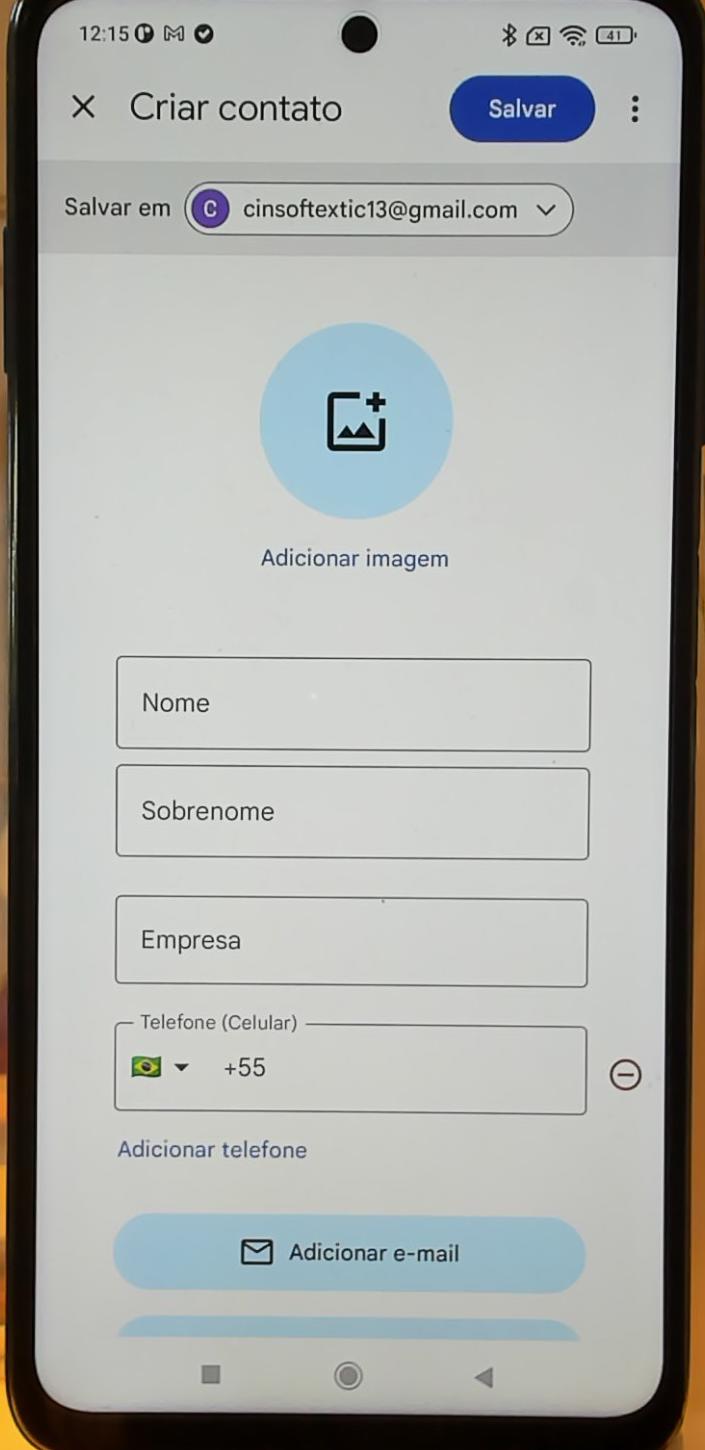 12:15 41
Criar contato Salvar
Salvar em C cinsoftextic13@gmail.com
Adicionar imagem
Nome
Sobrenome
Empresa
Telefone (Celular)
+55
Adicionar telefone
Adicionar e-mail